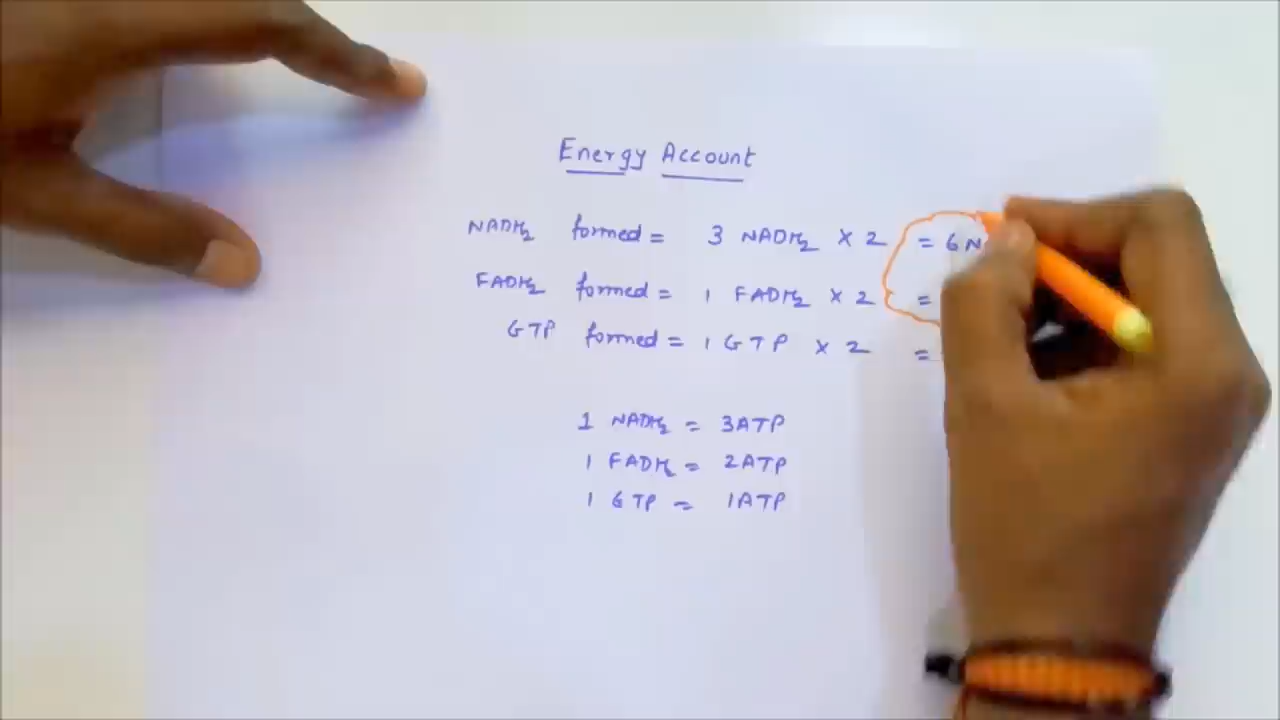 Energy Account
NADH2 formed = 3 NADH2 X 2 = 6 N
FADH2 formed = 1 FADH2 X 2 =
GTP formed = 1 GTP X 2 =
1 NADH2 = 3ATP
1 FADH2 = 2ATP
1 GTP = 1ATP